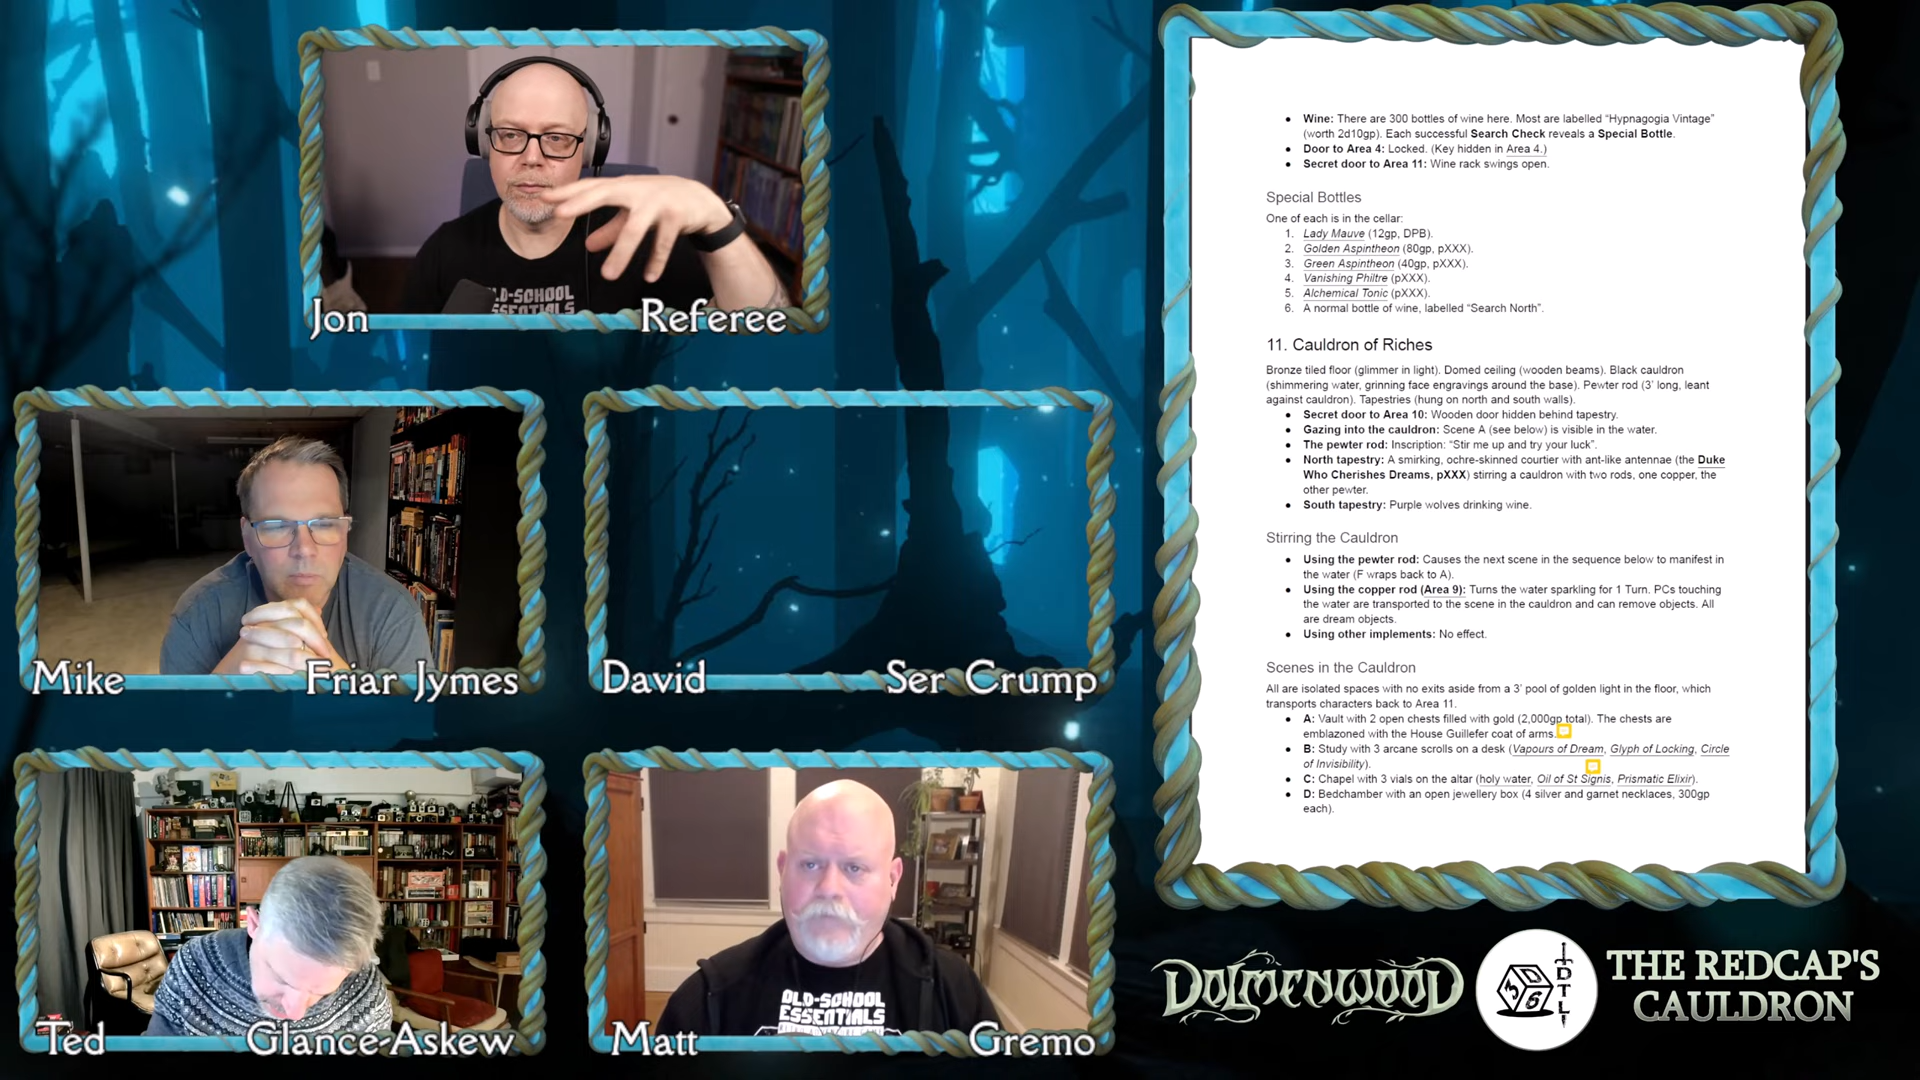 • Wine: There are 300 bottles of wine here. Most are labelled “Hypnagogia Vintage”
(worth 2d10gp). Each successful Search Check reveals a Special Bottle.
• Door to Area 4: Locked. (Key hidden in Area 4.)
• Secret door to Area 11: Wine rack swings open.
Special Bottles
One of each is in the cellar:
1. Lady Mauve (12gp, DPB).
2. Golden Aspintheon (80gp, pXXX).
3. Green Aspintheon (40gp, pXXX).
4. Vanishing Philtre (pXXX).
5. Alchemical Tonic (pXXX).
6. A normal bottle of wine, labelled “Search North”.
11. Cauldron of Riches
Bronze tiled floor (glimmer in light). Domed ceiling (wooden beams). Black cauldron
(shimmering water, grinning face engravings around the base). Pewter rod (3’ long, leant
against cauldron). Tapestries (hung on north and south walls).
• Secret door to Area 10: Wooden door hidden behind tapestry.
• Gazing into the cauldron: Scene A (see below) is visible in the water.
• The pewter rod: Inscription: “Stir me up and try your luck”.
• North tapestry: A smirking, ochre-skinned courtier with ant-like antennae (the Duke
Who Cherishes Dreams, pXXX) stirring a cauldron with two rods, one copper, the
other pewter.
• South tapestry: Purple wolves drinking wine.
Stirring the Cauldron
• Using the pewter rod: Causes the next scene in the sequence below to manifest in
the water (F wraps back to A).
• Using the copper rod (Area 9): Turns the water sparkling for 1 Turn. PCs touching
the water are transported to the scene in the cauldron and can remove objects. All
are dream objects.
• Using other implements: No effect.
Scenes in the Cauldron
All are isolated spaces with no exits aside from a 3’ pool of golden light in the floor, which
transports characters back to Area 11.
• A: Vault with 2 open chests filled with gold (2,000gp total). The chests are
emblazoned with the House Guillefer coat of arms.
• B: Study with 3 arcane scrolls on a desk (Vapours of Dream, Glyph of Locking, Circle
of Invisibility).
• C: Chapel with 3 vials on the altar (holy water, Oil of St Signis, Prismatic Elixir).
• D: Bedchamber with an open jewellery box (4 silver and garnet necklaces, 300gp
each).
OLD-SCHOOL
ESSENTIALS
Jon Referee
Mike Friar Jymes
David Ser Crump
OLD-SCHOOL
ESSENTIALS
Ted Glance-Askew
Matt Gremo
DOLMENWOOD
3D6
DTL
THE REDCAP'S
CAULDRON